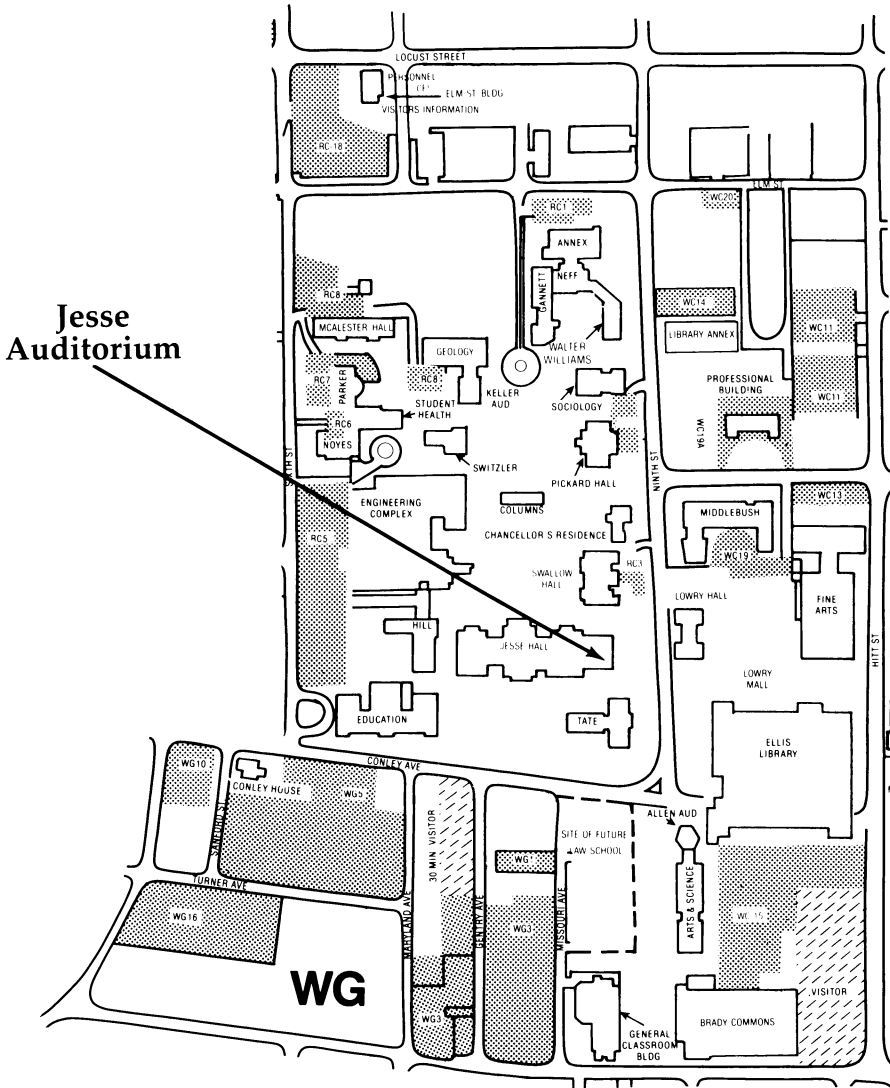 LOCUST STREET
PERSONNEL
ELM ST BLDG
VISITORS INFORMATION
RC 18
ELM ST
RC1
WC20
ANNEX
NEFF
GANNETT
RC8
WC14
Jesse
Auditorium
MCALESTER HALL
WC11
LIBRARY ANNEX
WALTER
WILLIAMS
GEOLOGY
RC7
PARKER
RC8
KELLER
AUD
SOCIOLOGY
PROFESSIONAL
BUILDING
WC11
STUDENT
HEALTH
RC6
NOYES
WC19A
SWITZLER
PICKARD HALL
SIXTH ST
NINTH ST
ENGINEERING
COMPLEX
COLUMNS
WC13
MIDDLEBUSH
CHANCELLOR S RESIDENCE
RC5
WC19
SWALLOW
HALL
RC3
LOWRY HALL
FINE
ARTS
HILL
JESSE HALL
HITT ST
LOWRY
MALL
EDUCATION
TATE
ELLIS
LIBRARY
CONLEY AVE
WG10
CONLEY HOUSE
WG5
SANFORD ST
30 MIN VISITOR
ALLEN AUD
SITE OF FUTURE
LAW SCHOOL
TURNER AVE
MARYLAND AVE
GENTRY AVE
MISSOURI AVE
ARTS & SCIENCE
WG16
WG3
WC 15
WG
WG3
VISITOR
GENERAL
CLASSROOM
BLDG
BRADY COMMONS